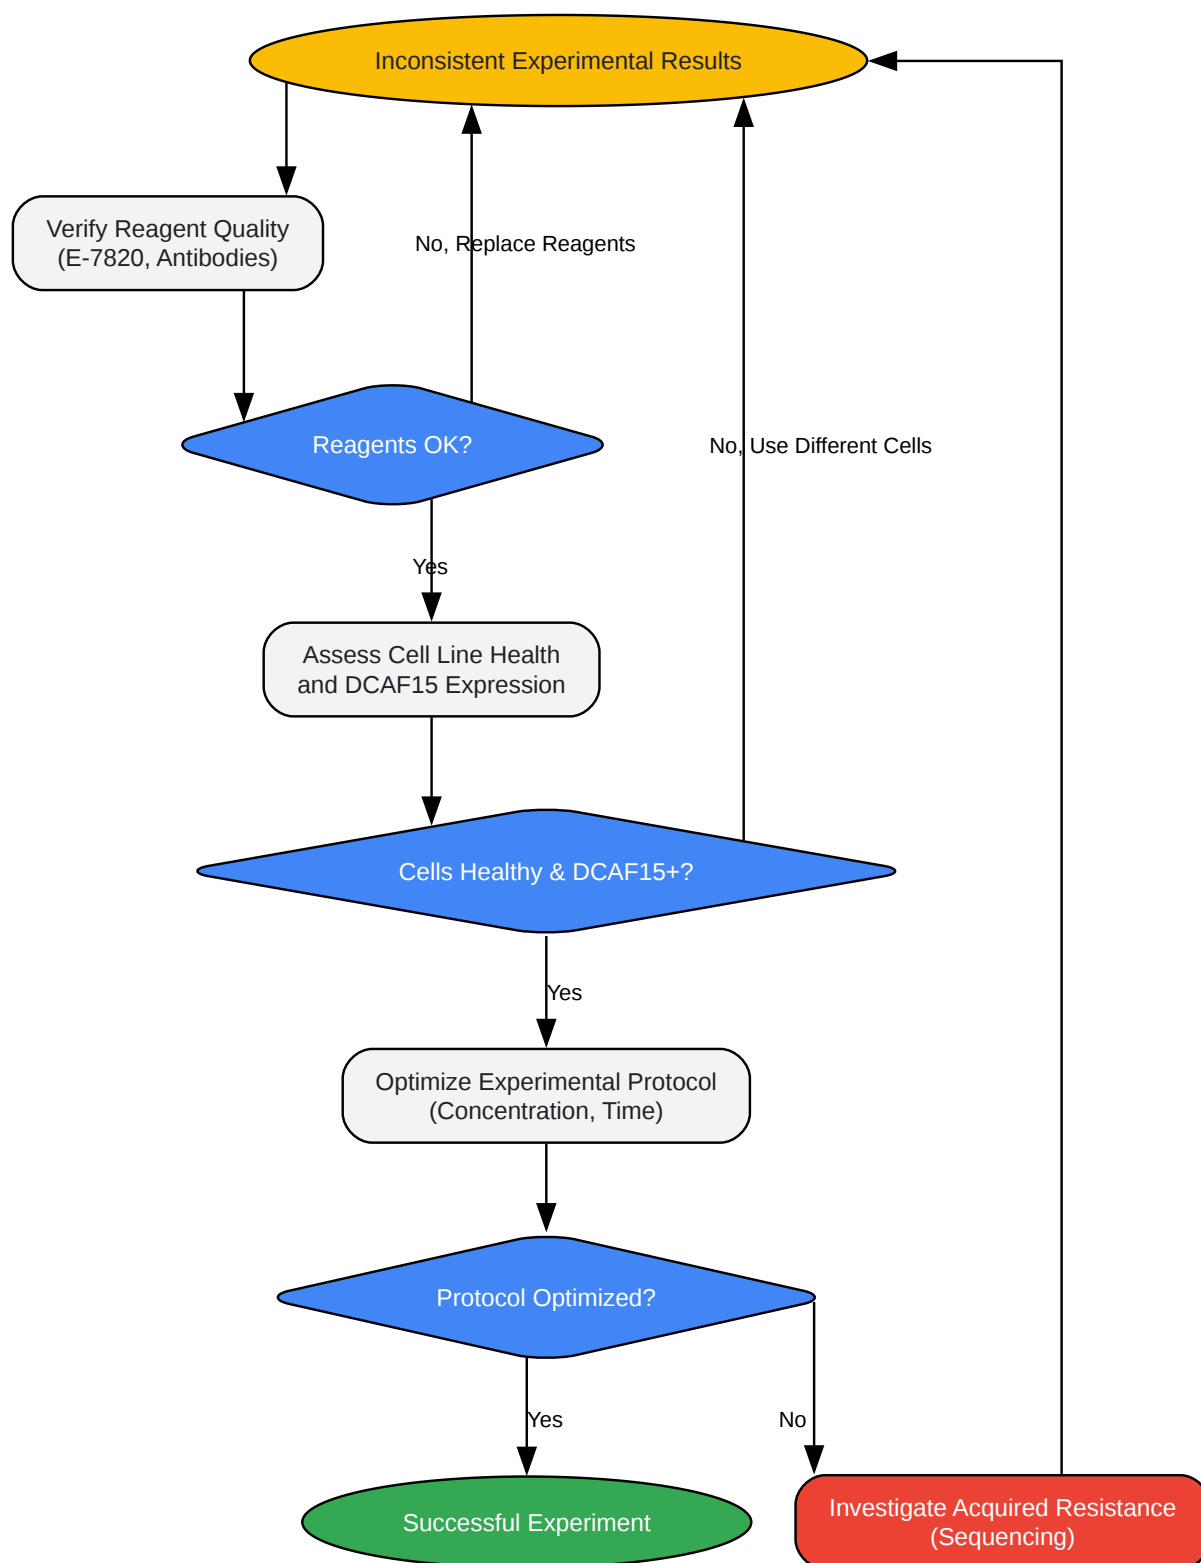 Inconsistent Experimental Results
Verify Reagent Quality
(E-7820, Antibodies)
No, Replace Reagents
Reagents OK?
No, Use Different Cells
Yes
Assess Cell Line Health
and DCAF15 Expression
Cells Healthy & DCAF15+?
Yes
Optimize Experimental Protocol
(Concentration, Time)
Protocol Optimized?
Yes
No
Successful Experiment
Investigate Acquired Resistance
(Sequencing)